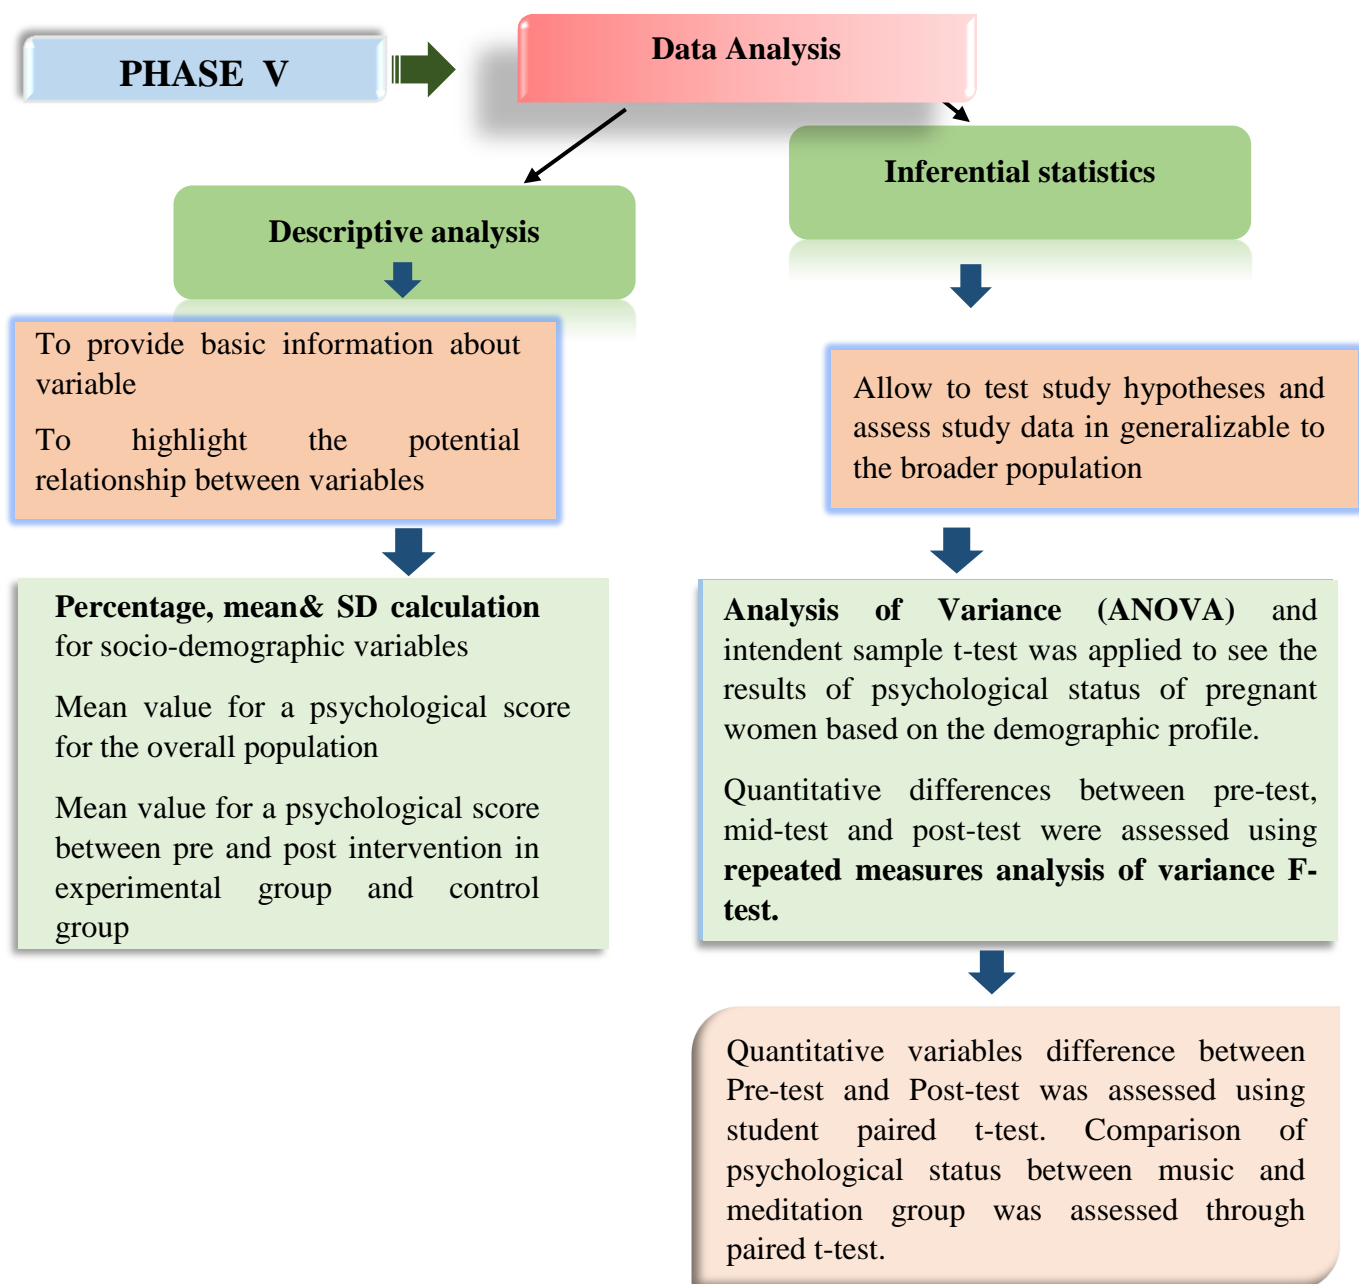 PHASE V
Data Analysis
Descriptive analysis
To provide basic information about
variable
To highlight the potential
relationship between variables
Percentage, mean& SD calculation
for socio-demographic variables
Mean value for a psychological score
for the overall population
Mean value for a psychological score
between pre and post intervention in
experimental group and control
group
Inferential statistics
Allow to test study hypotheses and
assess study data in generalizable to
the broader population
Analysis of Variance (ANOVA) and
intendent sample t-test was applied to see the
results of psychological status of pregnant
women based on the demographic profile.
Quantitative differences between pre-test,
mid-test and post-test were assessed using
repeated measures analysis of variance F-
test.
Quantitative variables difference between
Pre-test and Post-test was assessed using
student paired t-test. Comparison of
psychological status between music and
meditation group was assessed through
paired t-test.